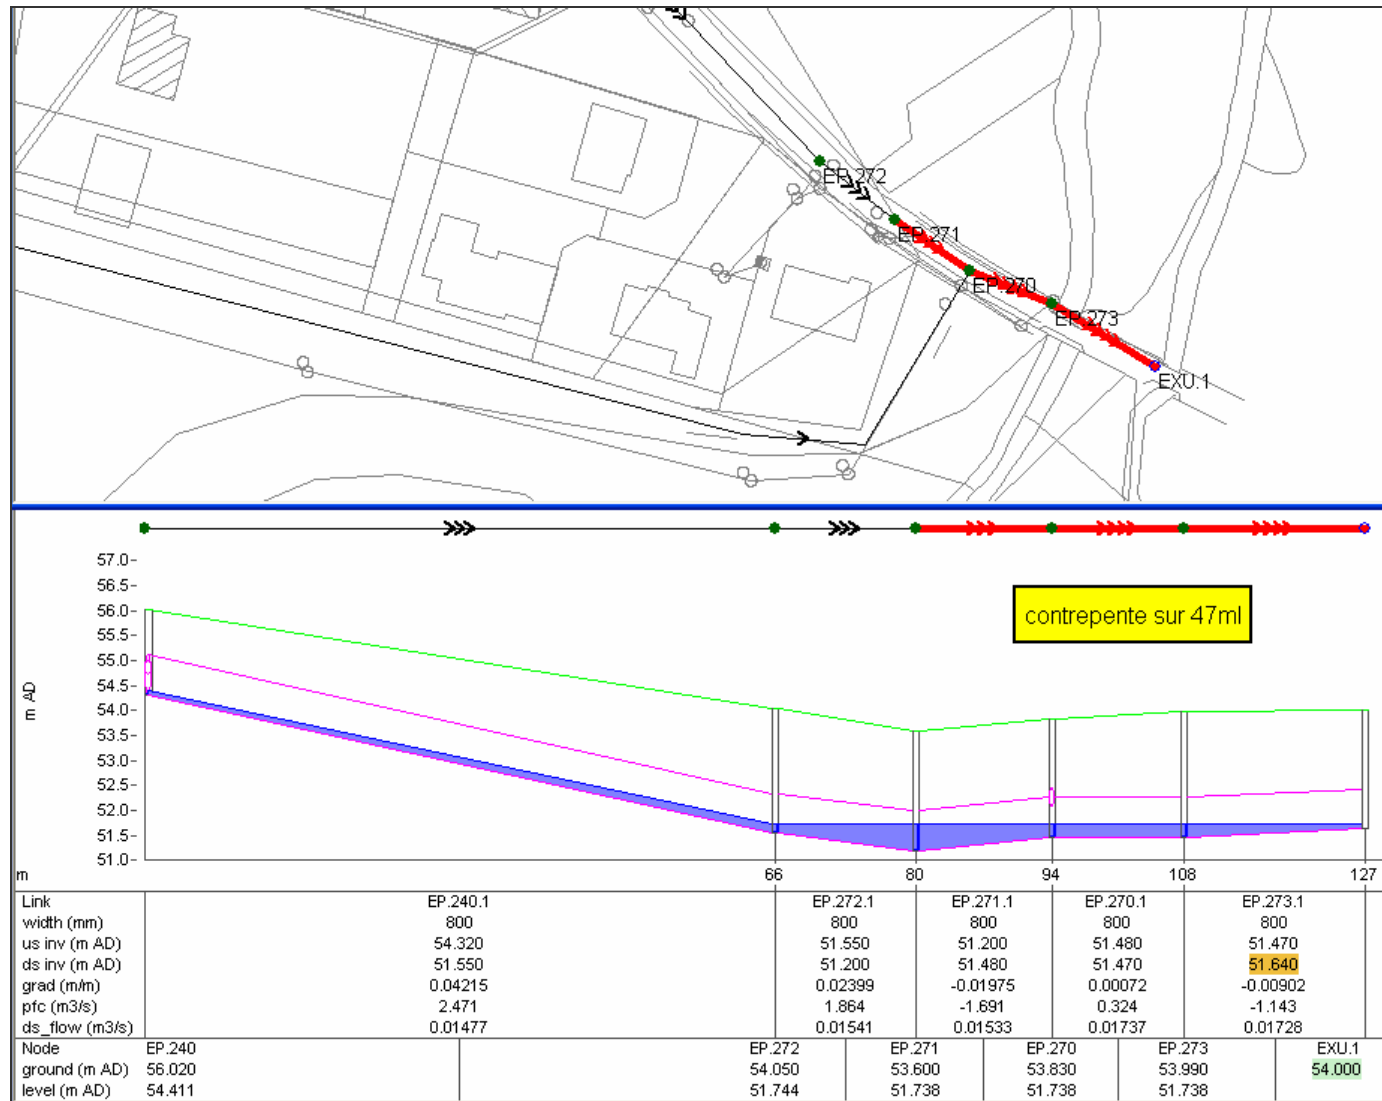 EP.272
EP.271
EP.270
EP.273
EXU.1
57.0
56.5
contrepente sur 47ml
56.0
55.5
55.0
54.5
m AD
54.0
53.5
53.0
52.5
52.0
51.5
51.0
m 66 80 94 108 127
Link EP.240.1 EP.272.1 EP.271.1 EP.270.1 EP.273.1
width (mm) 800 800 800 800 800
us inv (m AD) 54.320 51.550 51.200 51.480 51.470
ds inv (m AD) 51.550 51.200 51.480 51.470 51.640
grad (m/m) 0.04215 0.02399 -0.01975 0.00072 -0.00902
pfc (m3/s) 2.471 1.864 -1.691 0.324 -1.143
ds_flow (m3/s) 0.01477 0.01541 0.01533 0.01737 0.01728
Node EP.240 EP.272 EP.271 EP.270 EP.273 EXU.1
ground (m AD) 56.020 54.050 53.600 53.830 53.990 54.000
level (m AD) 54.411 51.744 51.738 51.738 51.738